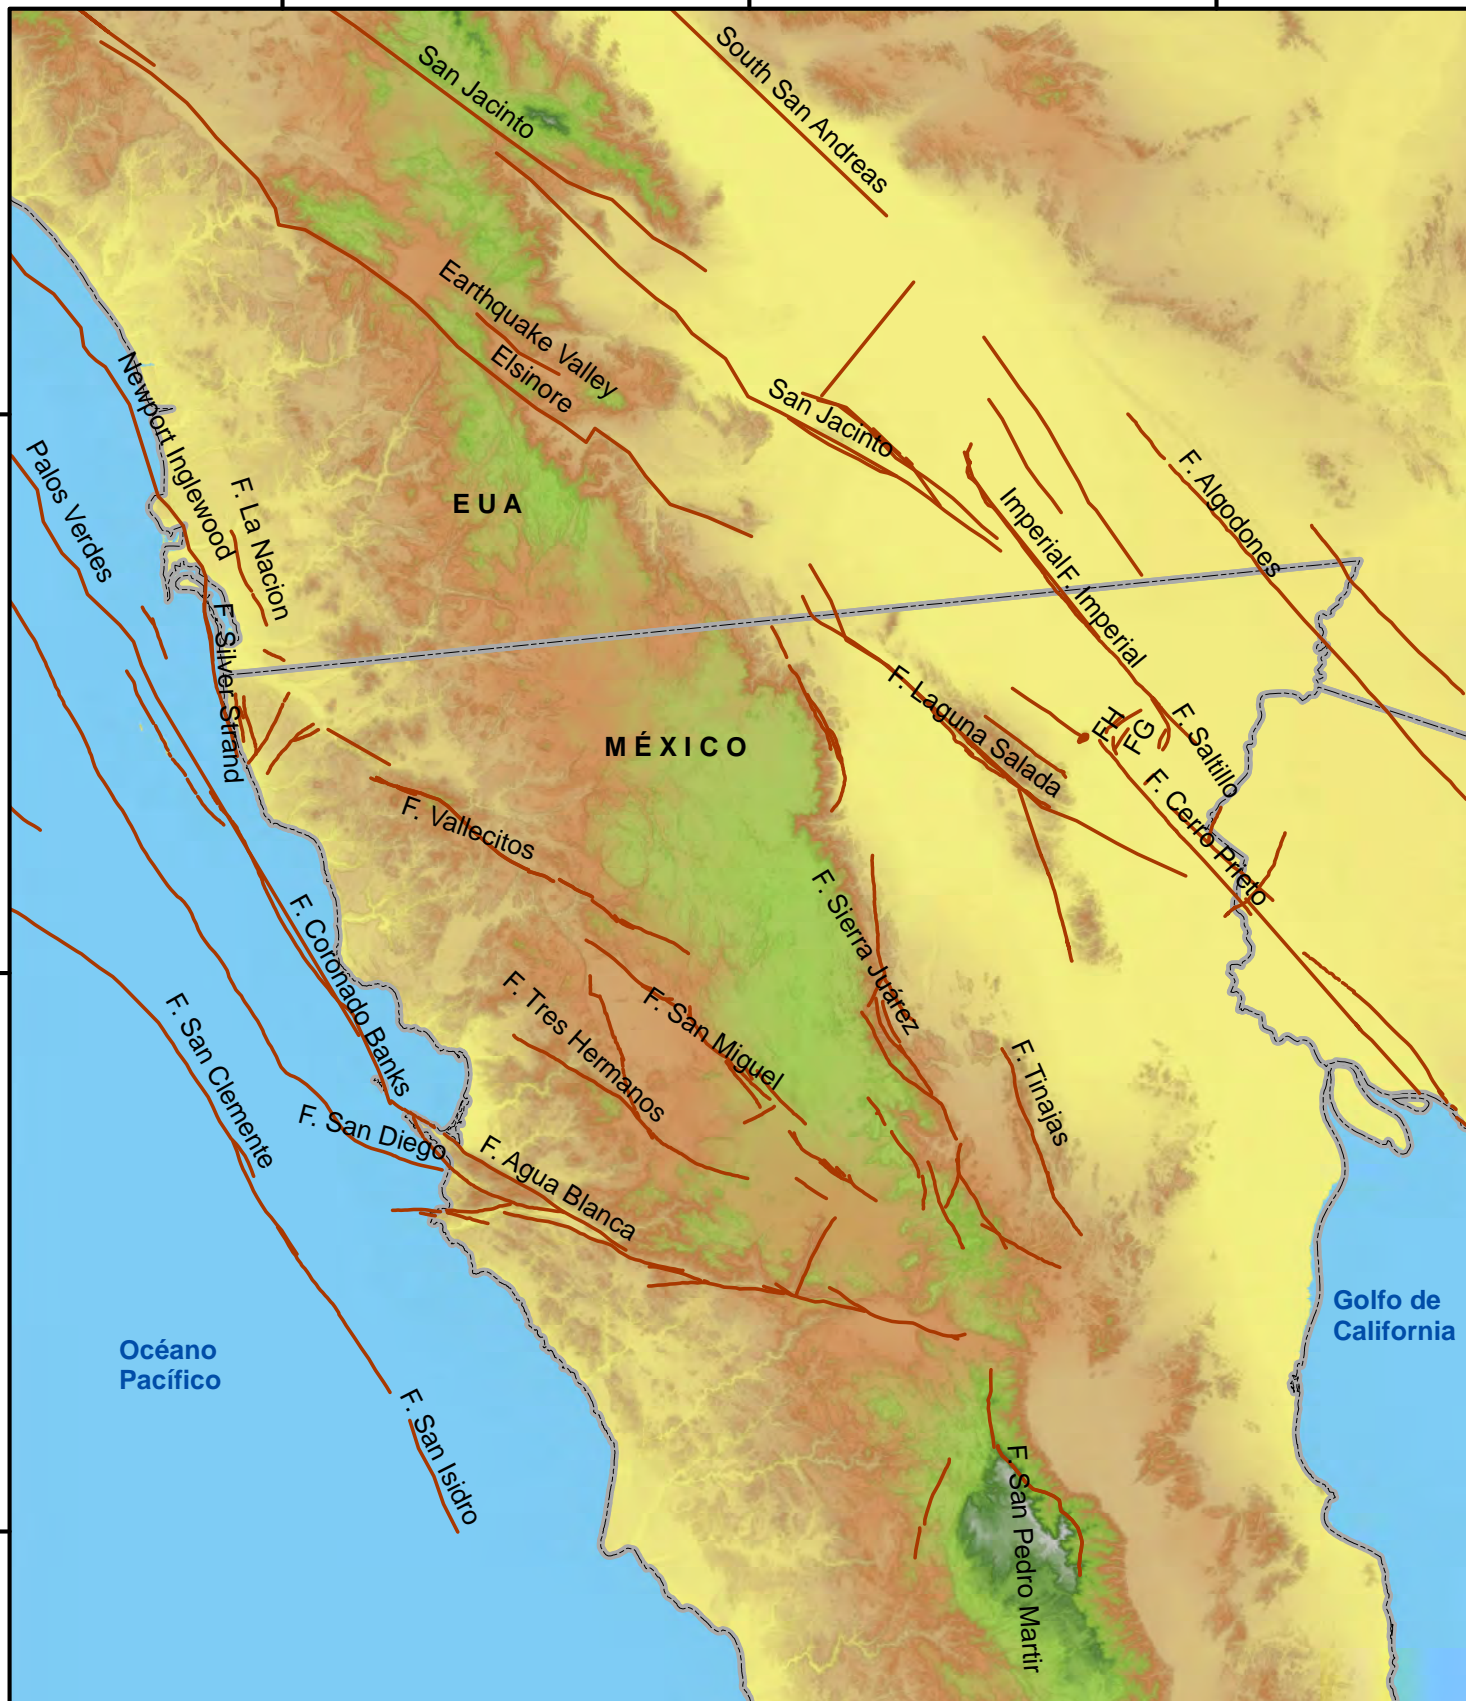 San Jacinto
South San Andreas
Earthquake Valley
Elsinore
Newport Inglewood
San Jacinto
Palos Verdes
F. La Nacion
EUA
Imperial
F. Imperial
F. Algodones
F. Silver Strand
F. Laguna Salada
MÉXICO
FH
FG
F. Saltillo
F. Cerro Prieto
F. Vallecitos
F. Sierra Juárez
F. Coronado Banks
F. San Clemente
F. Tres Hermanos
F. San Miguel
F. Tinajas
F. San Diego
F. Agua Blanca
Golfo de
California
Océano
Pacífico
F. San Isidro
F. San Pedro Martir